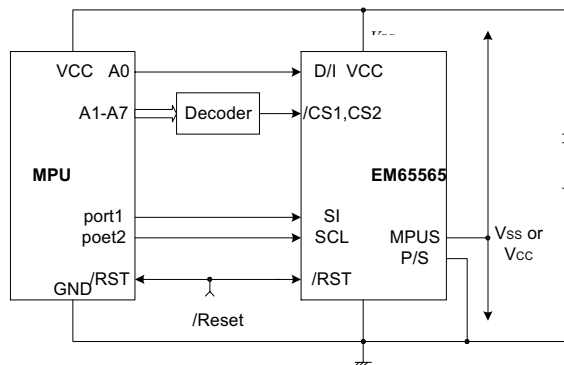 VCC A0
D/I VCC
A1-A7
Decoder
/CS1,CS2
MPU
EM65565
port1
SI
poet2
SCL
MPUS
P/S
VSS or
VCC
/RST
/RST
GND
/Reset